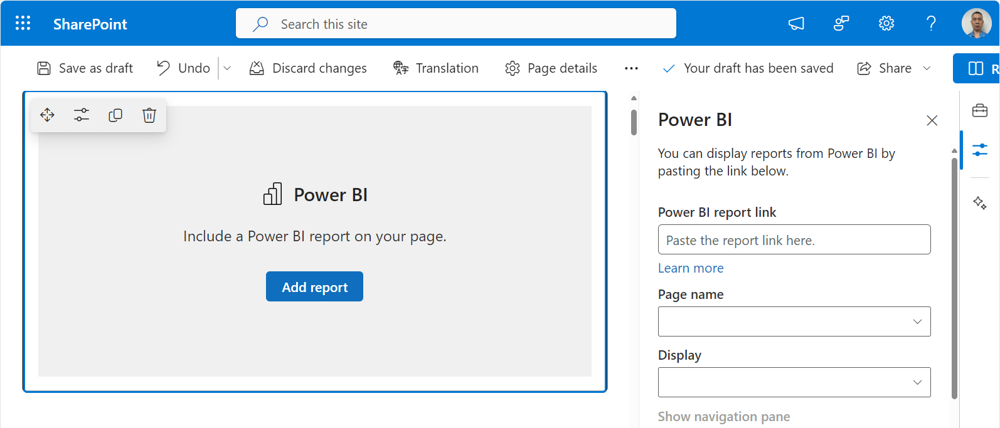 SharePoint
Search this site
Save as draft
Undo
Discard changes
Translation
Page details
Your draft has been saved
Share
R
Power BI
Include a Power BI report on your page.
Add report
Power BI
You can display reports from Power BI by
pasting the link below.
Power BI report link
Paste the report link here.
Learn more
Page name
Display
Show navigation pane